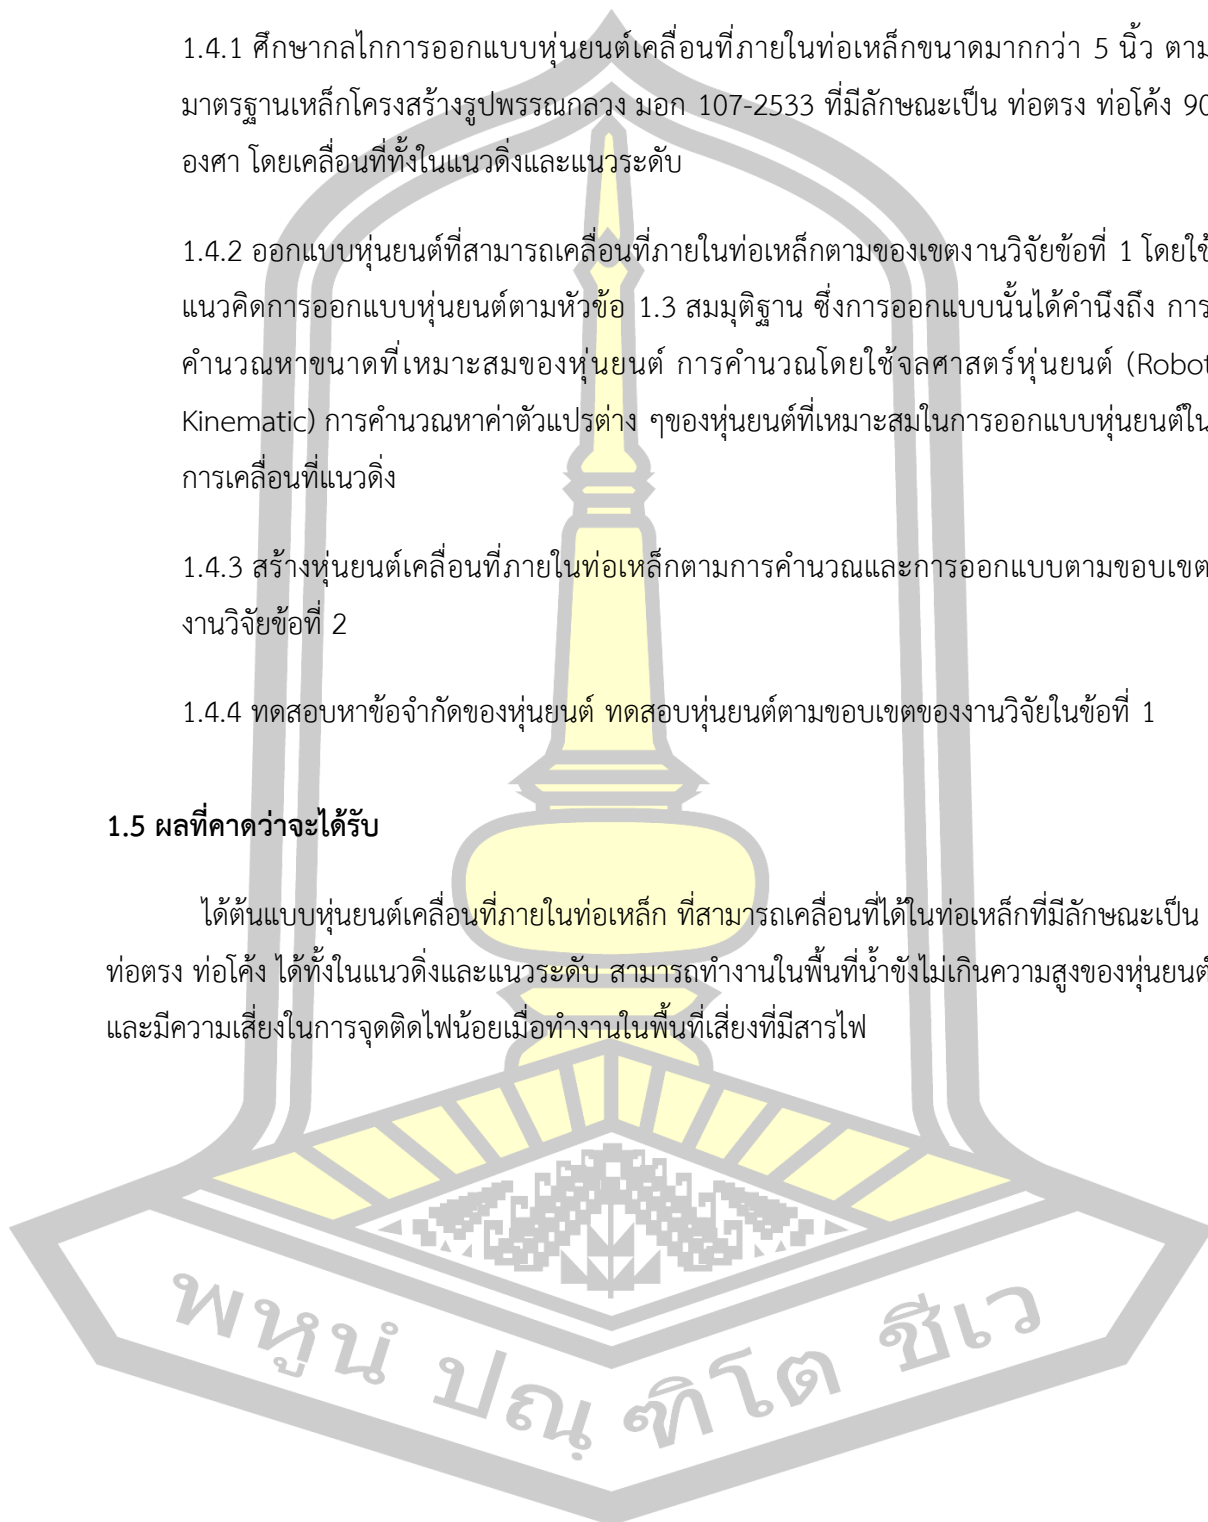 1.4.1 ศึกษากลไกการออกแบบหุ่นยนต์เคลื่อนที่ภายในท่อเหล็กขนาดมากกว่า 5 นิ้ว ตาม
มาตรฐานเหล็กโครงสร้างรูปพรรณกลวง มอก 107-2533 ที่มีลักษณะเป็น ท่อตรง ท่อโค้ง 90
องศา โดยเคลื่อนที่ทั้งในแนวดิ่งและแนวระดับ
1.4.2 ออกแบบหุ่นยนต์ที่สามารถเคลื่อนที่ภายในท่อเหล็กตามของเขตงานวิจัยข้อที่ 1 โดยใช้
แนวคิดการออกแบบหุ่นยนต์ตามหัวข้อ 1.3 สมมุติฐาน ซึ่งการออกแบบนั้นได้คำนึงถึง การ
คำนวณหาขนาดที่เหมาะสมของหุ่นยนต์ การคำนวณโดยใช้จลศาสตร์หุ่นยนต์ (Robot
Kinematic) การคำนวณหาค่าตัวแปรต่าง ๆของหุ่นยนต์ที่เหมาะสมในการออกแบบหุ่นยนต์ใน
การเคลื่อนที่แนวดิ่ง
1.4.3 สร้างหุ่นยนต์เคลื่อนที่ภายในท่อเหล็กตามการคำนวณและการออกแบบตามขอบเขต
งานวิจัยข้อที่ 2
1.4.4 ทดสอบหาข้อจำกัดของหุ่นยนต์ ทดสอบหุ่นยนต์ตามขอบเขตของงานวิจัยในข้อที่ 1
1.5 ผลที่คาดว่าจะได้รับ
ได้ต้นแบบหุ่นยนต์เคลื่อนที่ภายในท่อเหล็ก ที่สามารถเคลื่อนที่ได้ในท่อเหล็กที่มีลักษณะเป็น
ท่อตรง ท่อโค้ง ได้ทั้งในแนวดิ่งและแนวระดับ สามารถทำงานในพื้นที่น้ำขังไม่เกินความสูงของหุ่นยนต์
และมีความเสี่ยงในการจุดติดไฟน้อยเมื่อทำงานในพื้นที่เสี่ยงที่มีสารไฟ
พหูนํ ปณฺฑิโต ชีเว